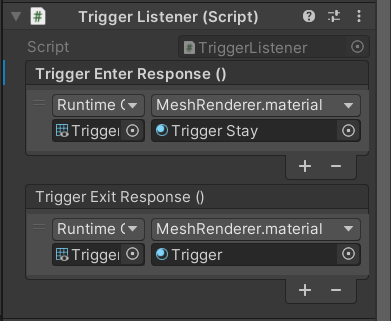 Trigger Listener (Script)
Script TriggerListener
Trigger Enter Response ()
Runtime MeshRenderer.material
Trigger Trigger Stay
Trigger Exit Response ()
Runtime MeshRenderer.material
Trigger Trigger